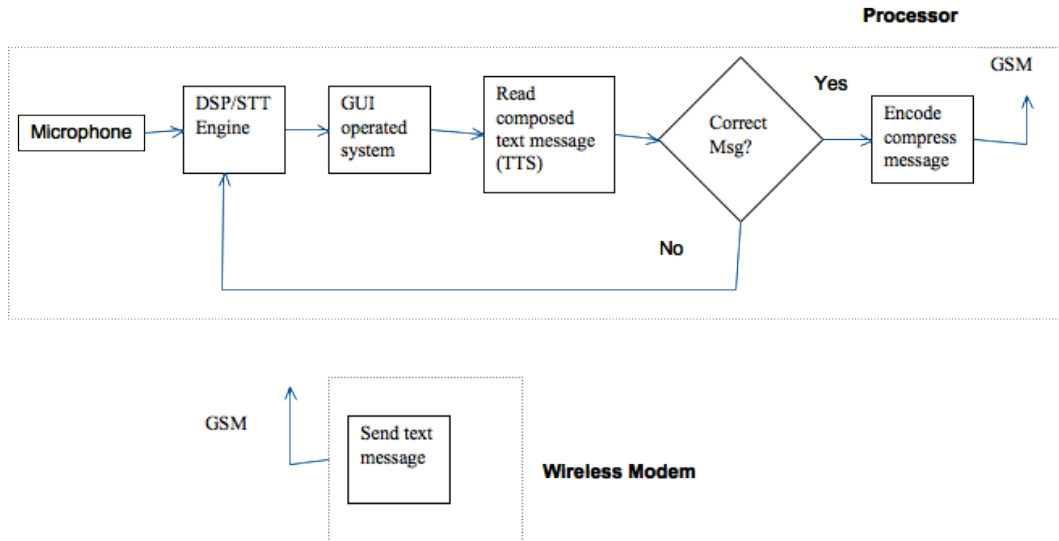 Processor
GSM
Microphone
DSP/STT
Engine
GUI
operated
system
Read
composed
text message
(TTS)
Correct
Msg?
Yes
No
Encode
compress
message
GSM
Send text
message
Wireless Modem